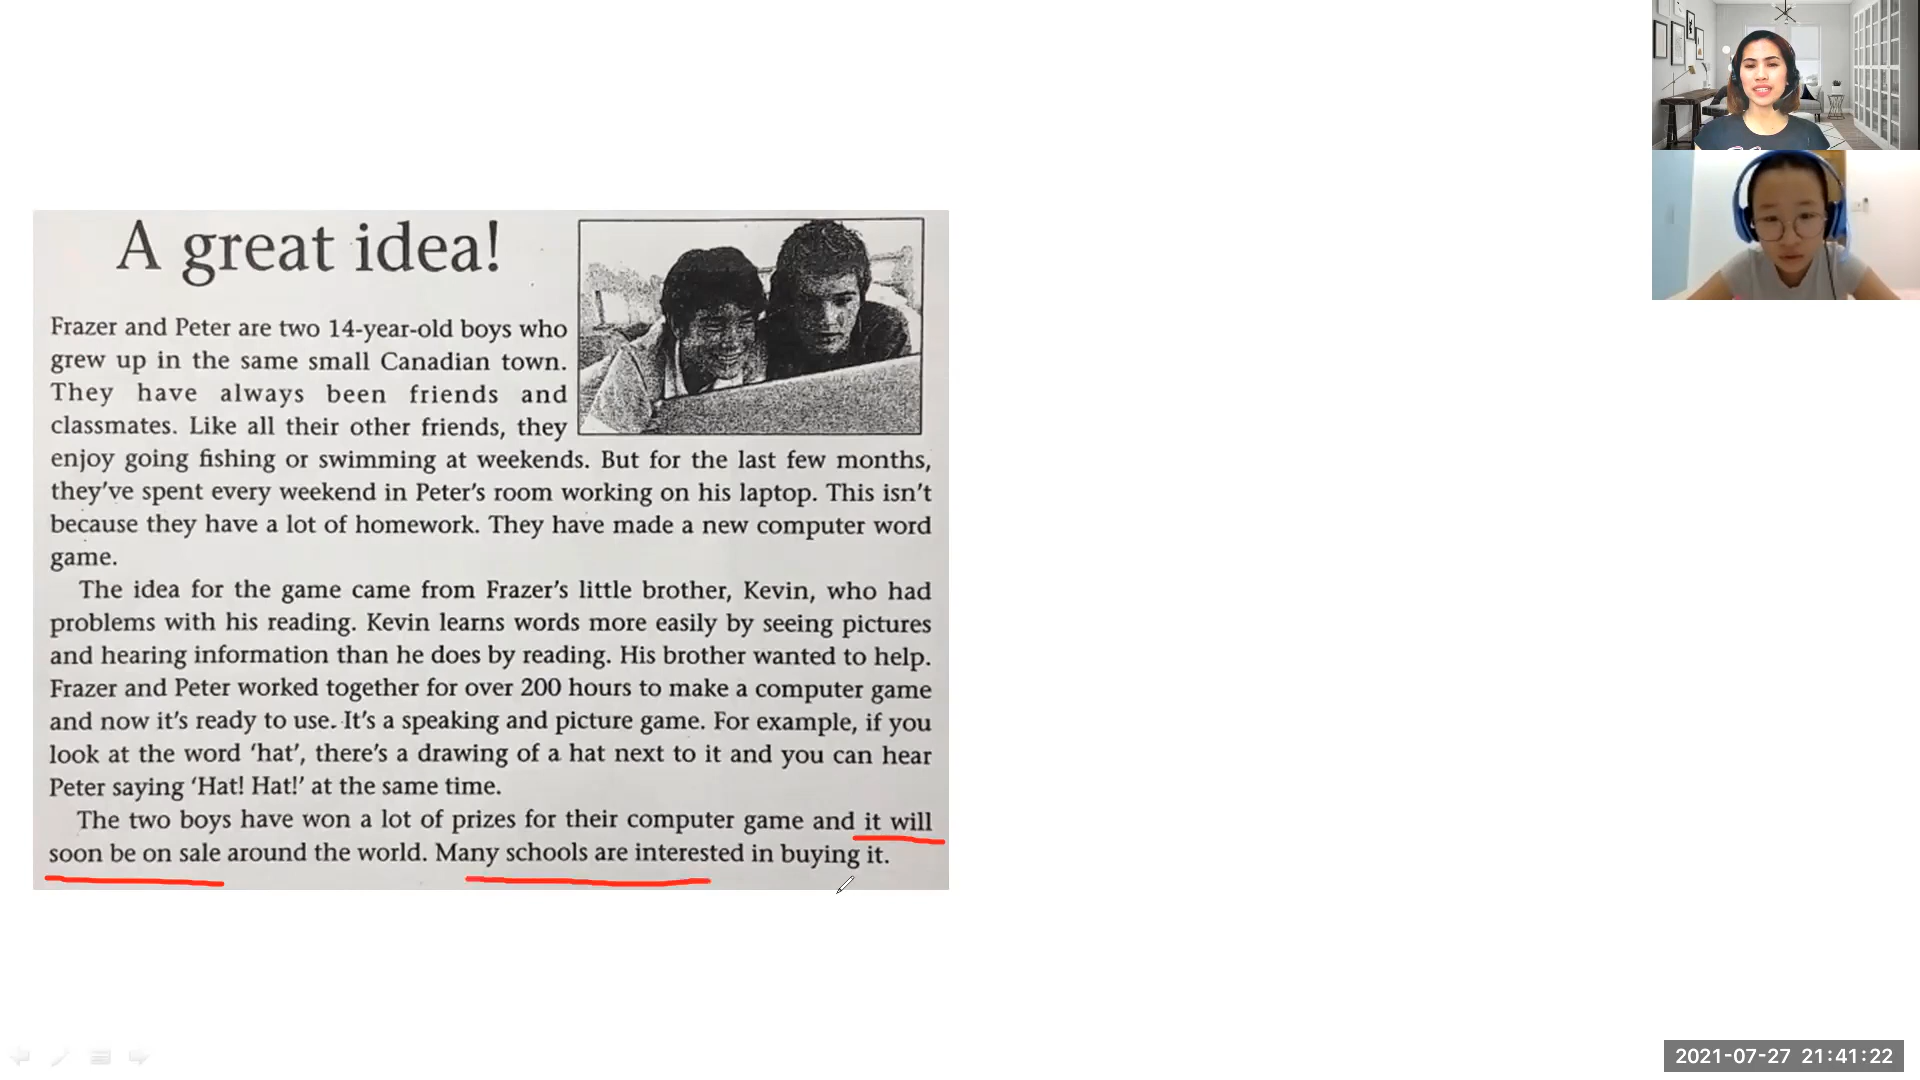 A great idea!
Frazer and Peter are two 14-year-old boys who
grew up in the same small Canadian town.
They have always been friends and
classmates. Like all their other friends, they
enjoy going fishing or swimming at weekends. But for the last few months,
they've spent every weekend in Peter's room working on his laptop. This isn't
because they have a lot of homework. They have made a new computer word
game.
The idea for the game came from Frazer's little brother, Kevin, who had
problems with his reading. Kevin learns words more easily by seeing pictures
and hearing information than he does by reading. His brother wanted to help.
Frazer and Peter worked together for over 200 hours to make a computer game
and now it's ready to use. It's a speaking and picture game. For example, if you
look at the word 'hat', there's a drawing of a hat next to it and you can hear
Peter saying 'Hat! Hat!' at the same time.
The two boys have won a lot of prizes for their computer game and it will
soon be on sale around the world. Many schools are interested in buying it.
2021-07-27 21:41:22